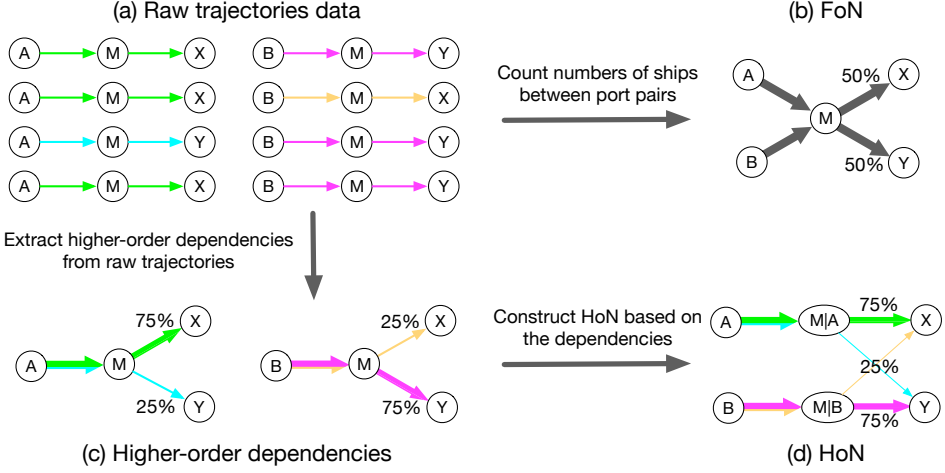 (a) Raw trajectories data
A M X B M Y
A M X B M X
A M Y B M Y
A M X B M Y
Count numbers of ships
between port pairs
(b) FoN
A 50% X
M
B 50% Y
Extract higher-order dependencies
from raw trajectories
75% X
A M
25% Y
25% X
B M
75% Y
(c) Higher-order dependencies
Construct HoN based on
the dependencies
75%
A M|A X
25%
B M|B Y
75%
(d) HoN